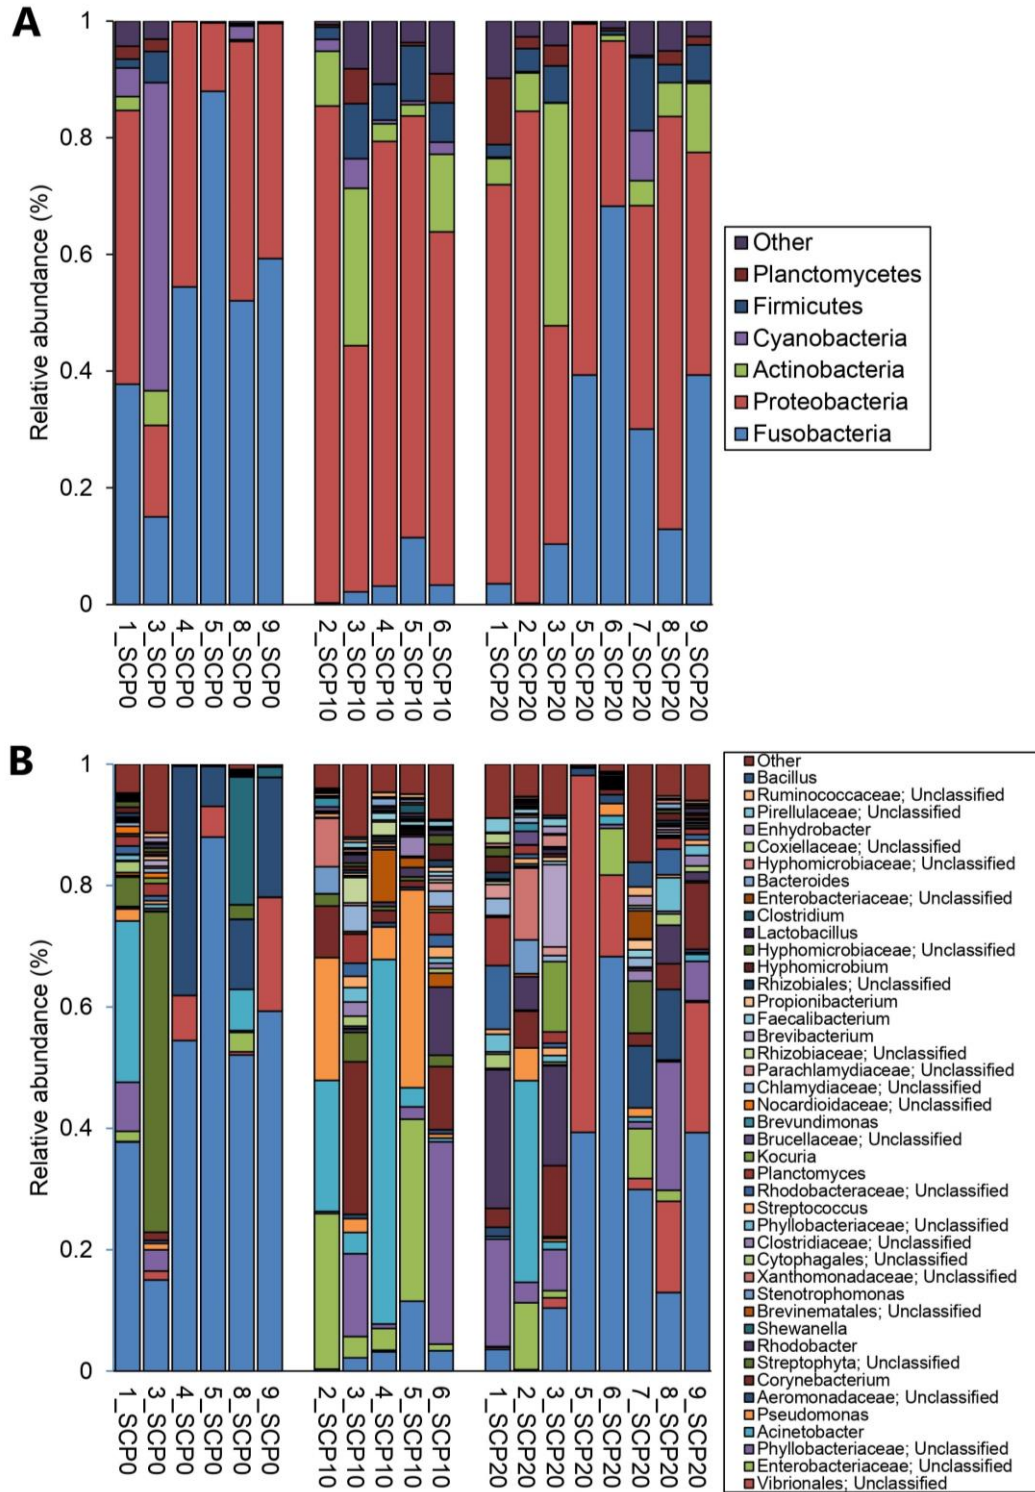 A
Relative abundance (%)
1
0.8
0.6
0.4
0.2
0
1_SCP0
3_SCP0
4_SCP0
5_SCP0
8_SCP0
9_SCP0
2_SCP10
3_SCP10
4_SCP10
5_SCP10
6_SCP10
1_SCP20
2_SCP20
3_SCP20
5_SCP20
6_SCP20
7_SCP20
8_SCP20
9_SCP20
Other
Planctomycetes
Firmicutes
Cyanobacteria
Actinobacteria
Proteobacteria
Fusobacteria
B
Relative abundance (%)
1
0.8
0.6
0.4
0.2
0
1_SCP0
3_SCP0
4_SCP0
5_SCP0
8_SCP0
9_SCP0
2_SCP10
3_SCP10
4_SCP10
5_SCP10
6_SCP10
1_SCP20
2_SCP20
3_SCP20
5_SCP20
6_SCP20
7_SCP20
8_SCP20
9_SCP20
Other
Bacillus
Ruminococcaceae; Unclassified
Pirellulaceae; Unclassified
Enhydrobacter
Coxiellaceae; Unclassified
Hyphomicrobiaceae; Unclassified
Bacteroides
Enterobacteriaceae; Unclassified
Clostridium
Lactobacillus
Hyphomicrobiaceae; Unclassified
Hyphomicrobium
Rhizobiales; Unclassified
Propionibacterium
Faecalibacterium
Brevibacterium
Rhizobiaceae; Unclassified
Parachlamydiaceae; Unclassified
Chlamydiaceae; Unclassified
Nocardioidaceae; Unclassified
Brevundimonas
Brucellaceae; Unclassified
Kocuria
Planctomyces
Rhodobacteraceae; Unclassified
Streptococcus
Phyllobacteriaceae; Unclassified
Clostridiaceae; Unclassified
Cytophagales; Unclassified
Xanthomonadaceae; Unclassified
Stenotrophomonas
Brevinematales; Unclassified
Shewanella
Rhodobacter
Streptophyta; Unclassified
Corynebacterium
Aeromonadaceae; Unclassified
Pseudomonas
Acinetobacter
Phyllobacteriaceae; Unclassified
Enterobacteriaceae; Unclassified
Vibrionales; Unclassified